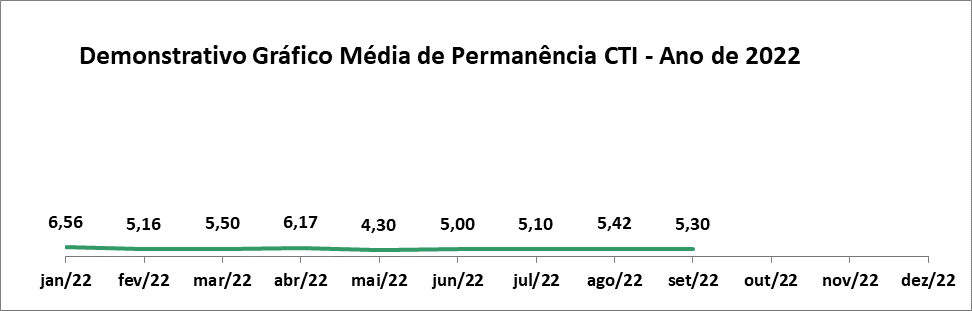 Demonstrativo Gráfico Média de Permanência CTI - Ano de 2022
6,56 5,16 5,50 6,17 4,30 5,00 5,10 5,42 5,30
jan/22 fev/22 mar/22 abr/22 mai/22 jun/22 jul/22 ago/22 set/22 out/22 nov/22 dez/22